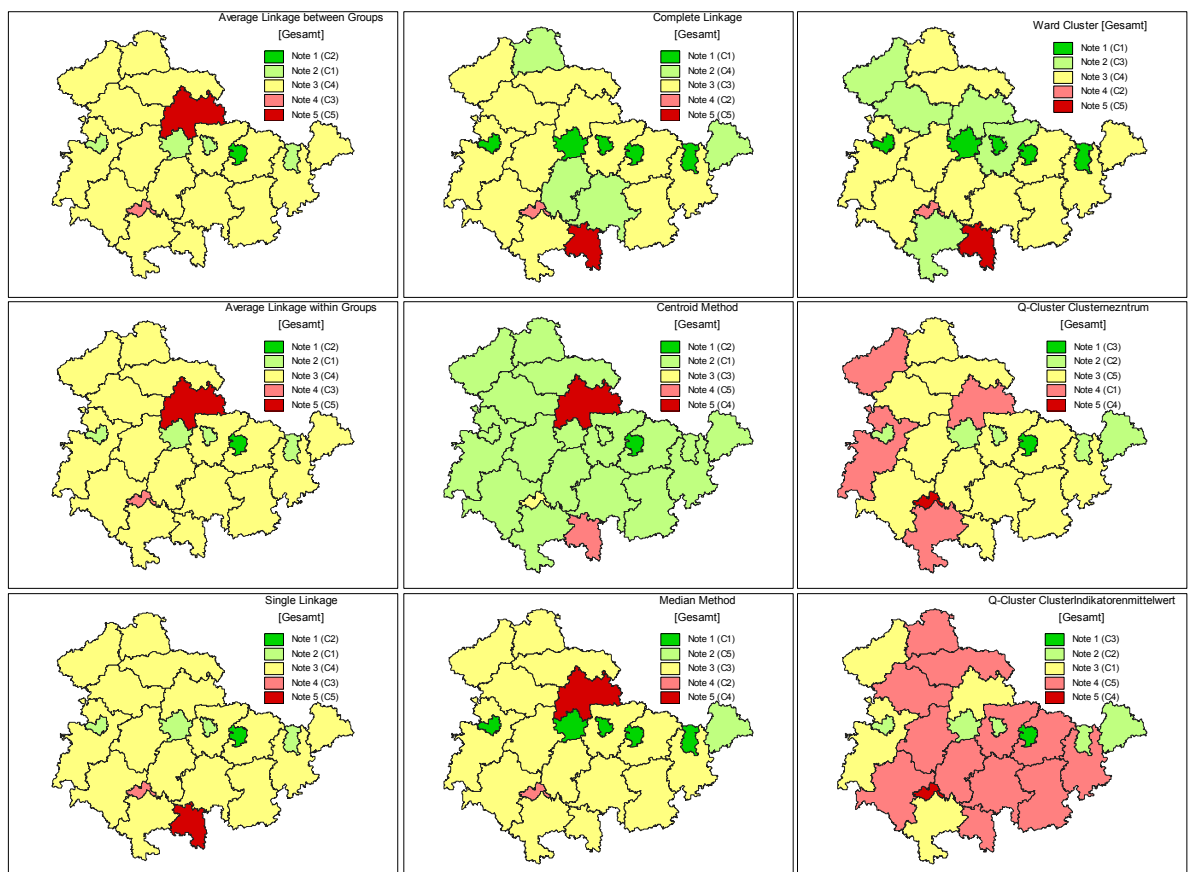 Average Linkage between Groups
[Gesamt]
Note 1 (C2)
Note 2 (C1)
Note 3 (C4)
Note 4 (C3)
Note 5 (C5)
Complete Linkage
[Gesamt]
Note 1 (C1)
Note 2 (C4)
Note 3 (C3)
Note 4 (C2)
Note 5 (C5)
Ward Cluster [Gesamt]
Note 1 (C1)
Note 2 (C3)
Note 3 (C4)
Note 4 (C2)
Note 5 (C5)
Average Linkage within Groups
[Gesamt]
Note 1 (C2)
Note 2 (C1)
Note 3 (C4)
Note 4 (C3)
Note 5 (C5)
Centroid Method
[Gesamt]
Note 1 (C2)
Note 2 (C1)
Note 3 (C3)
Note 4 (C5)
Note 5 (C4)
Q-Cluster Clusternezntrum
[Gesamt]
Note 1 (C3)
Note 2 (C2)
Note 3 (C5)
Note 4 (C1)
Note 5 (C4)
Single Linkage
[Gesamt]
Note 1 (C2)
Note 2 (C1)
Note 3 (C4)
Note 4 (C3)
Note 5 (C5)
Median Method
[Gesamt]
Note 1 (C1)
Note 2 (C5)
Note 3 (C3)
Note 4 (C2)
Note 5 (C4)
Q-Cluster ClusterIndikatorenmittelwert
[Gesamt]
Note 1 (C3)
Note 2 (C2)
Note 3 (C1)
Note 4 (C5)
Note 5 (C4)